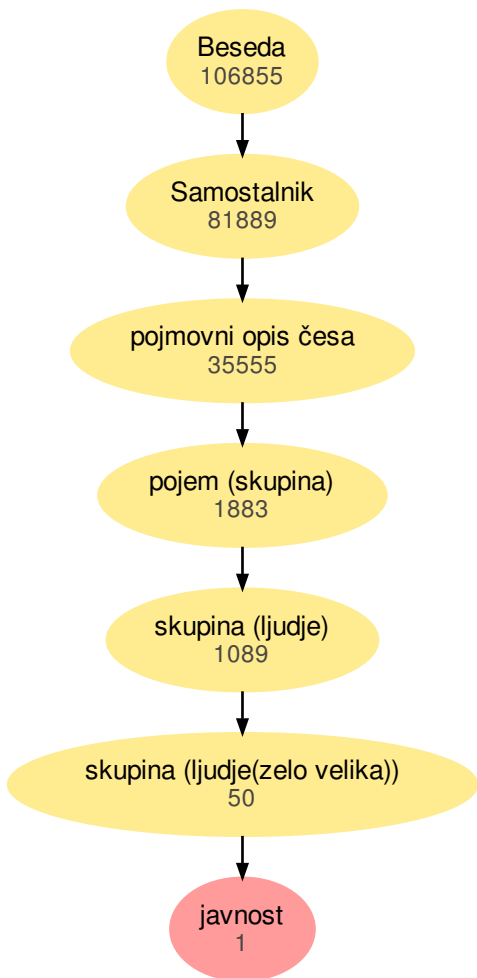 Beseda
106855
Samostalnik
81889
pojmovni opis česa
35555
pojem (skupina)
1883
skupina (ljudje)
1089
skupina (ljudje(zelo velika))
50
javnost
1